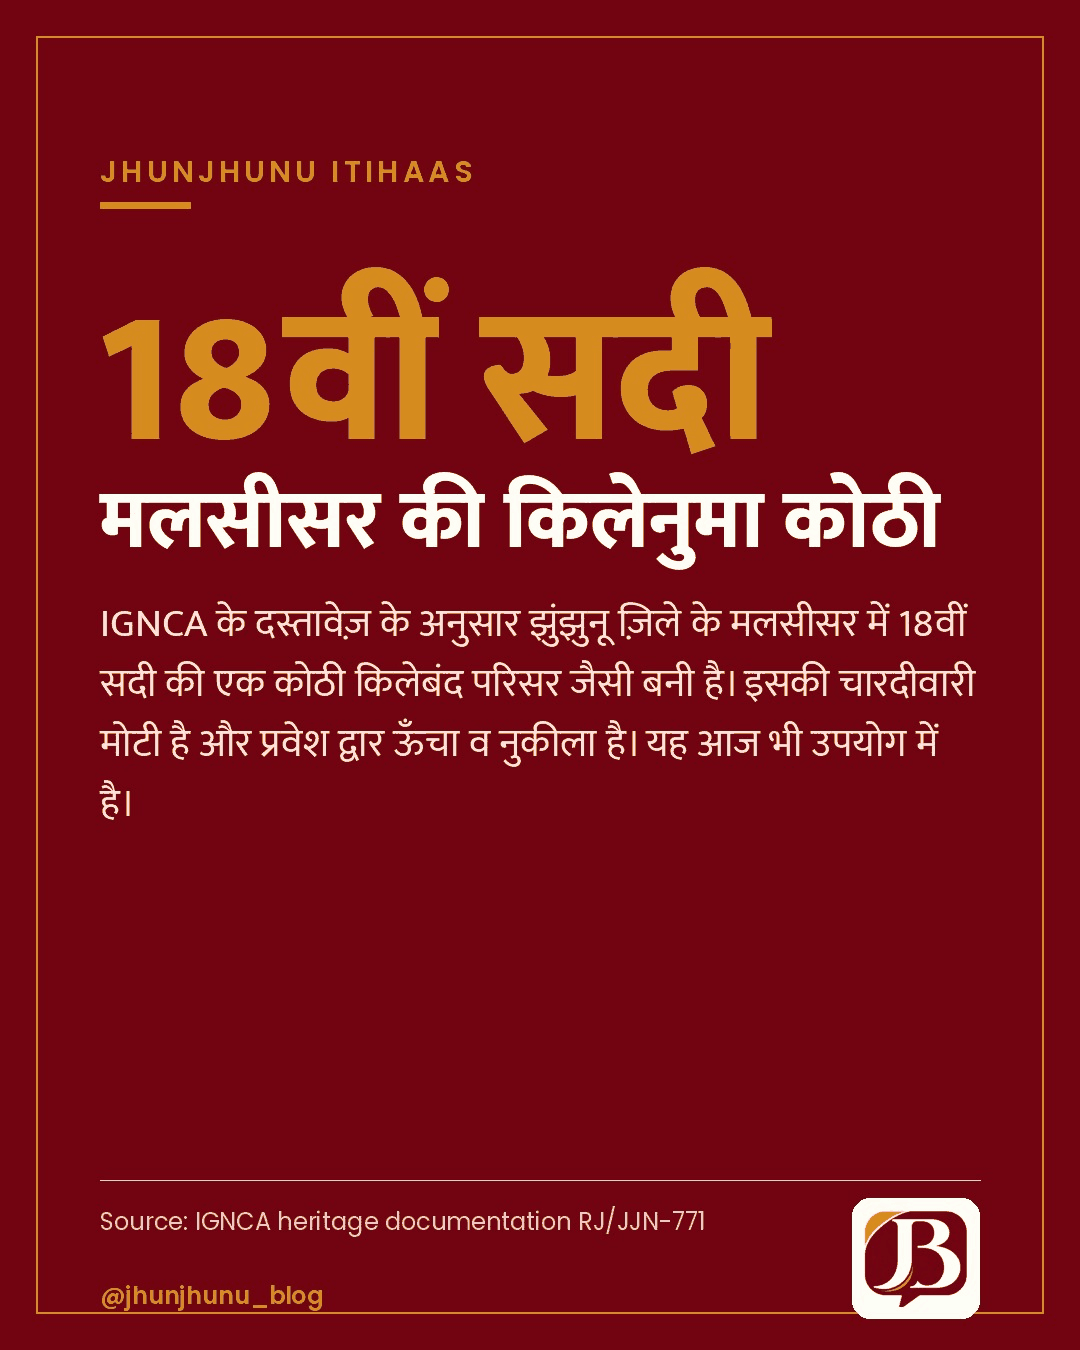 JHUNJHUNU ITIHAAS
18वीं सदी
मलसीसर की किलेनुमा कोठी
IGNCA के दस्तावेज़ के अनुसार झुंझुनू ज़िले के मलसीसर में 18वीं
सदी की एक कोठी किलेबंद परिसर जैसी बनी है। इसकी चारदीवारी
मोटी है और प्रवेश द्वार ऊँचा व नुकीला है। यह आज भी उपयोग में
है।
Source: IGNCA heritage documentation RJ/JJN-771
@jhunjhunu_blog
JB